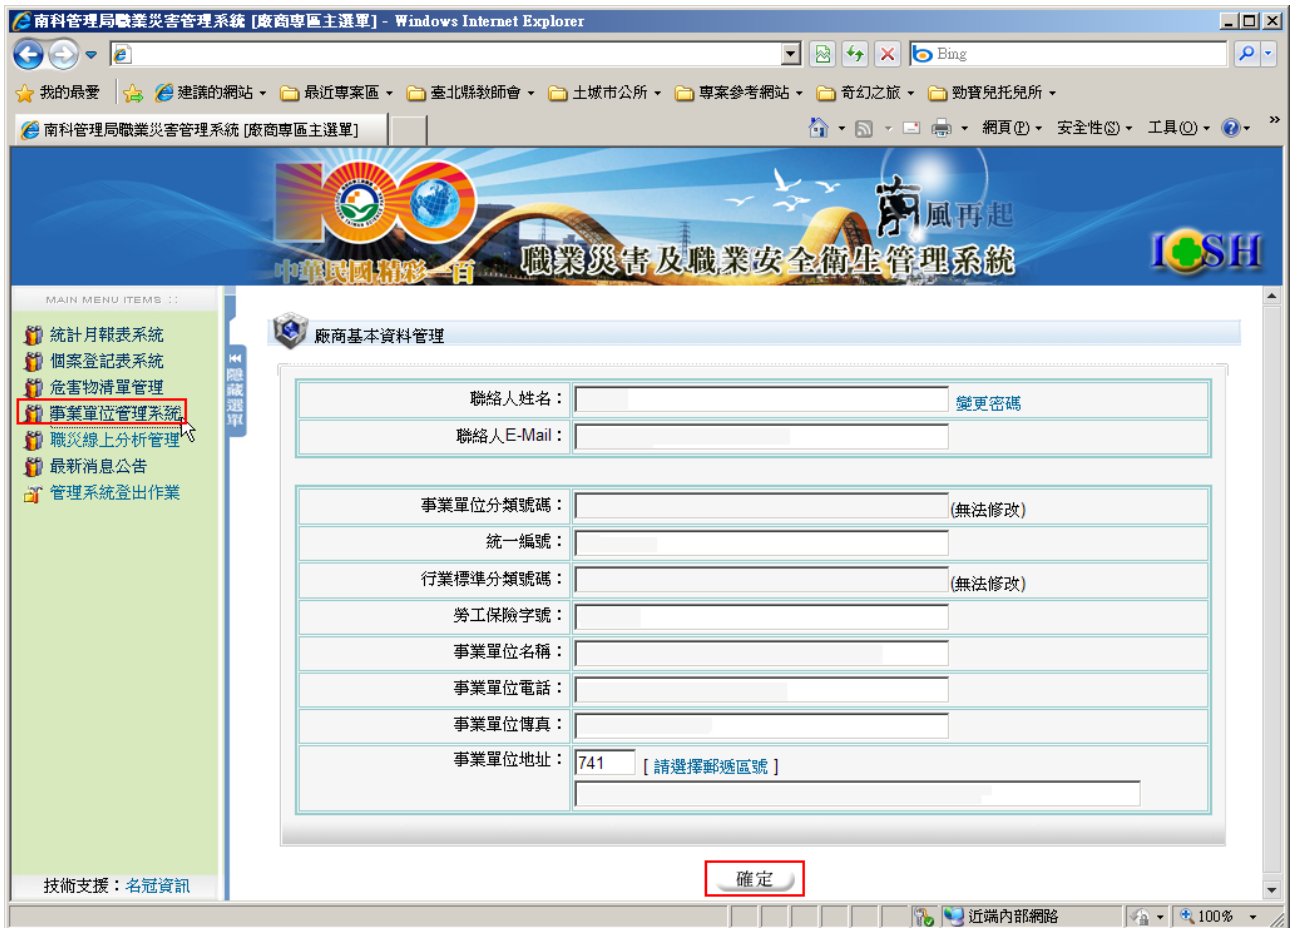 南科管理局職業災害管理系統 [廠商專區主選單] - Windows Internet Explorer
Bing
我的最愛 建議的網站 最近專案區 臺北縣教師會 土城市公所 專案參考網站 奇幻之旅 勁寶兒托兒所
南科管理局職業災害管理系統 [廠商專區主選單]
網頁(P) 安全性(S) 工具(O) »
100
中華民國精彩一百
南風再起
職業災害及職業安全衛生管理系統
IOSH
MAIN MENU ITEMS ::
統計月報表系統
個案登記表系統
危害物清單管理
事業單位管理系統
職災線上分析管理
最新消息公告
管理系統登出作業
隱藏選單
廠商基本資料管理
聯絡人姓名： 變更密碼
聯絡人E-Mail：
事業單位分類號碼： (無法修改)
統一編號：
行業標準分類號碼： (無法修改)
勞工保險字號：
事業單位名稱：
事業單位電話：
事業單位傳真：
事業單位地址： 741 [ 請選擇郵遞區號 ]
確定
技術支援：名冠資訊
近端內部網路 100%